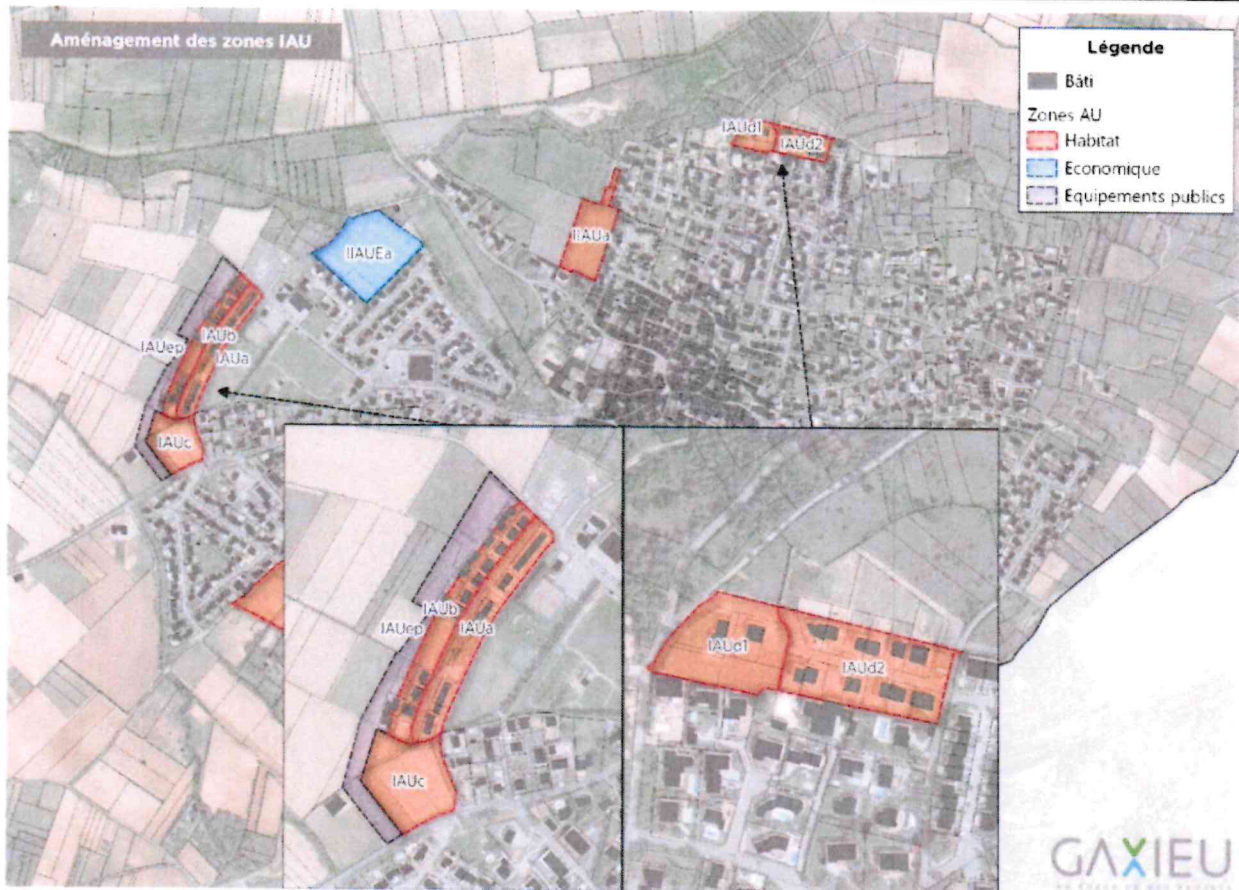 Aménagement des zones IAU
Légende
Bâti
Zones AU
Habitat
Economique
Equipements publics
IAUd1
IAUd2
IIAUa
IIAUEa
IAUb
IAUep
IAUa
IAUc
IAUb
IAUep
IAUa
IAUc
IAUd1
IAUd2
GAXIEU